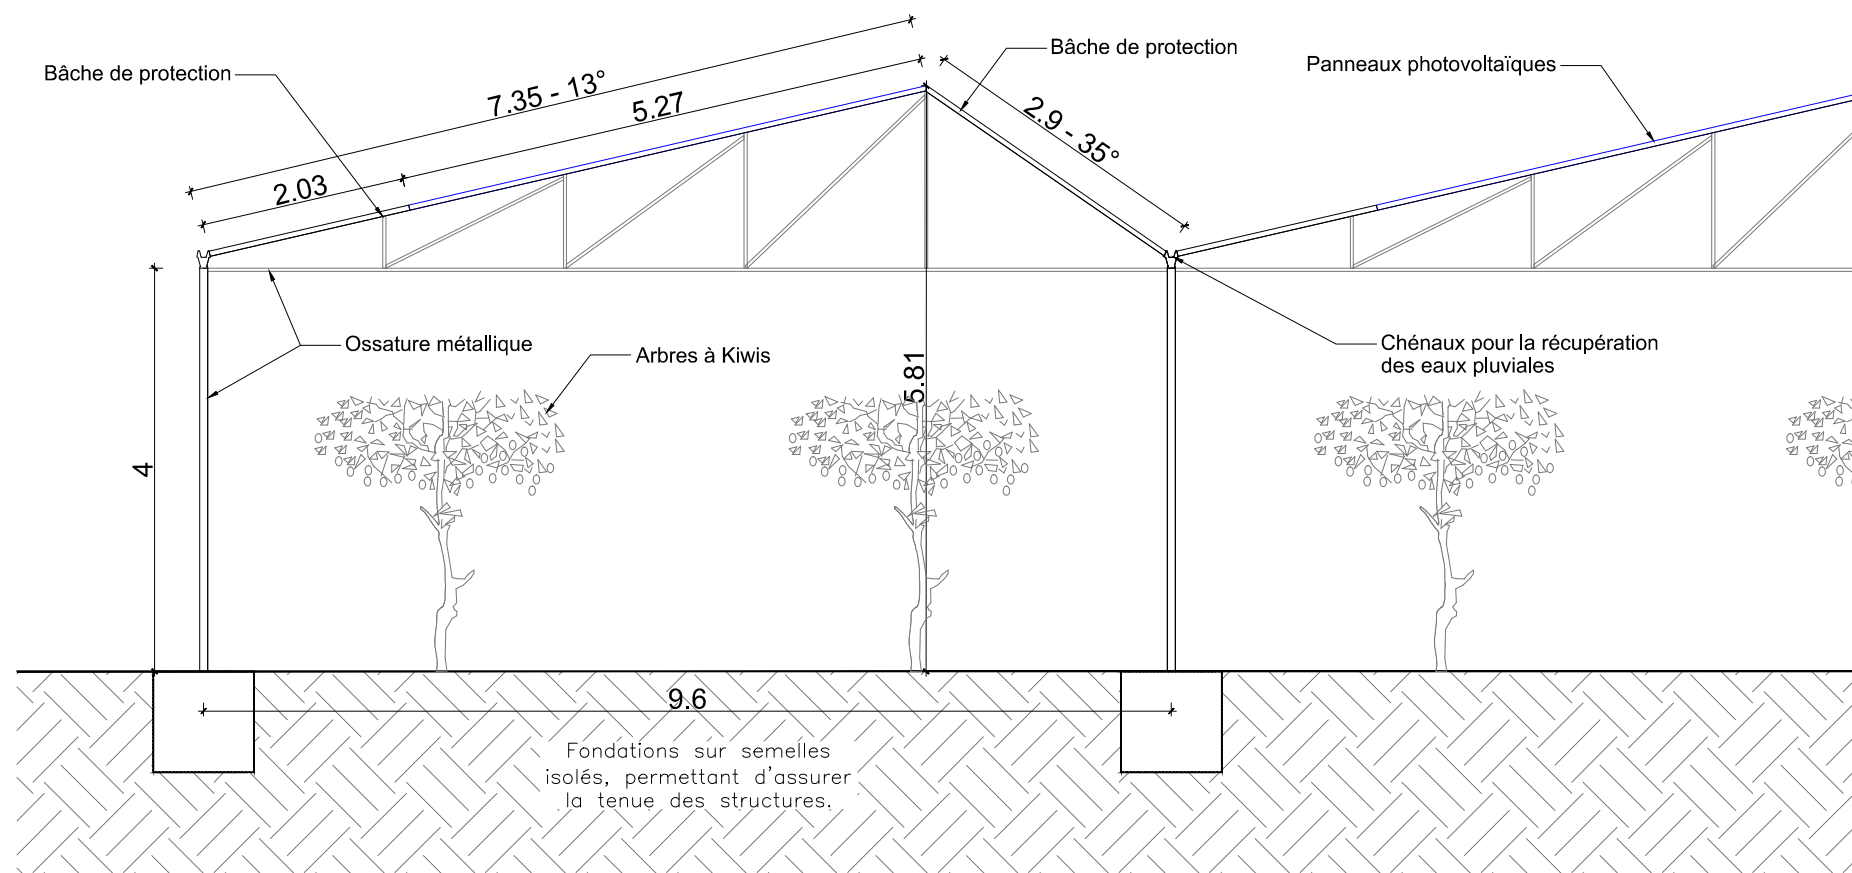 Bâche de protection
7.35 - 13°
5.27
2.03
Bâche de protection
2.9 - 35°
Panneaux photovoltaïques
Ossature métallique
Arbres à Kiwis
5.81
Chénaux pour la récupération
des eaux pluviales
4
9.6
Fondations sur semelles
isolés, permettant d'assurer
la tenue des structures.